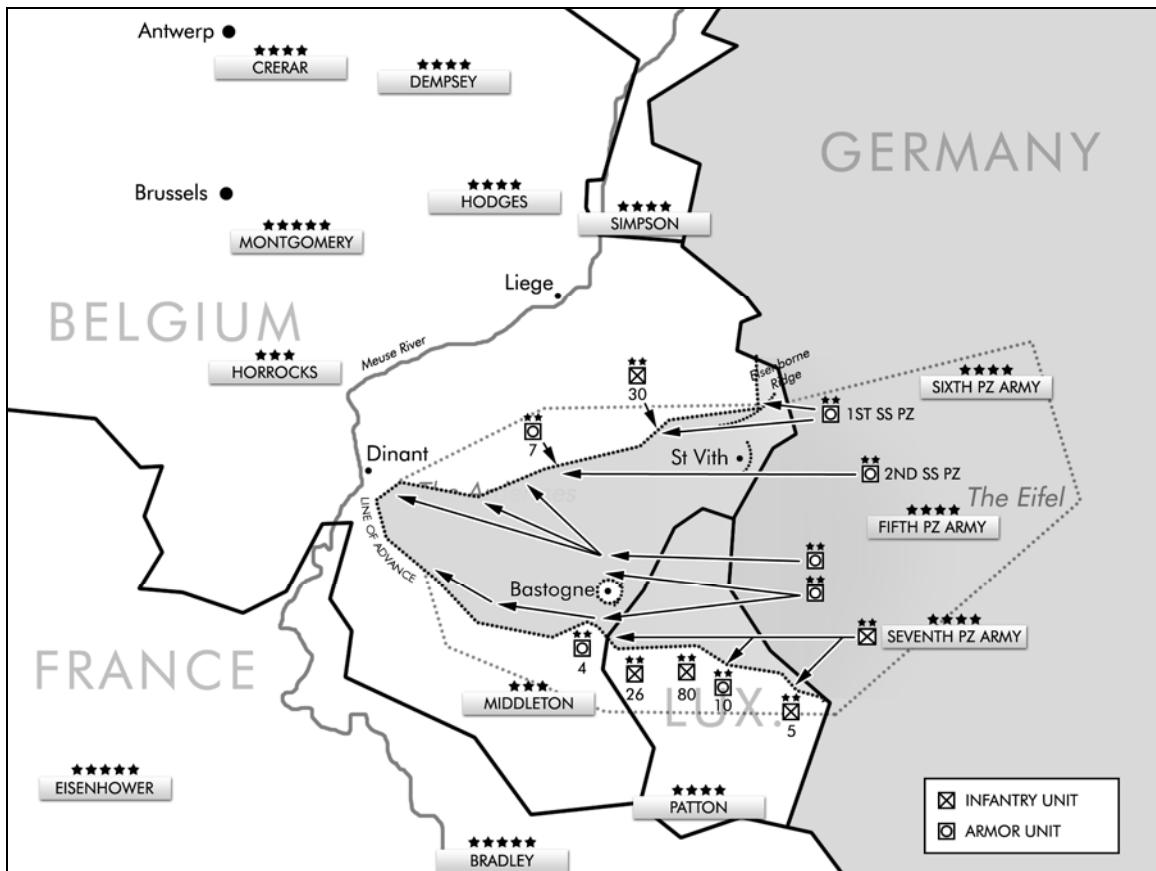 Antwerp
CRERAR
DEMPSEY
GERMANY
Brussels
HODGES
SIMPSON
MONTGOMERY
Liege
BELGIUM
Meuse River
HORROCKS
Elsenborne
Ridge
SIXTH PZ ARMY
30
1ST SS PZ
7
Dinant
St Vith
2ND SS PZ
The Ardennes
The Eifel
LINE OF ADVANCE
FIFTH PZ ARMY
Bastogne
SEVENTH PZ ARMY
4
FRANCE
26
80
10
MIDDLETON
LUX.
5
EISENHOWER
PATTON
INFANTRY UNIT
ARMOR UNIT
BRADLEY